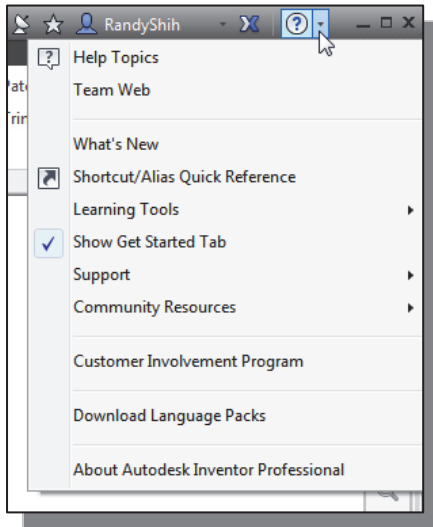 RandyShih
Help Topics
Team Web
What's New
Shortcut/Alias Quick Reference
Learning Tools
Show Get Started Tab
Support
Community Resources
Customer Involvement Program
Download Language Packs
About Autodesk Inventor Professional